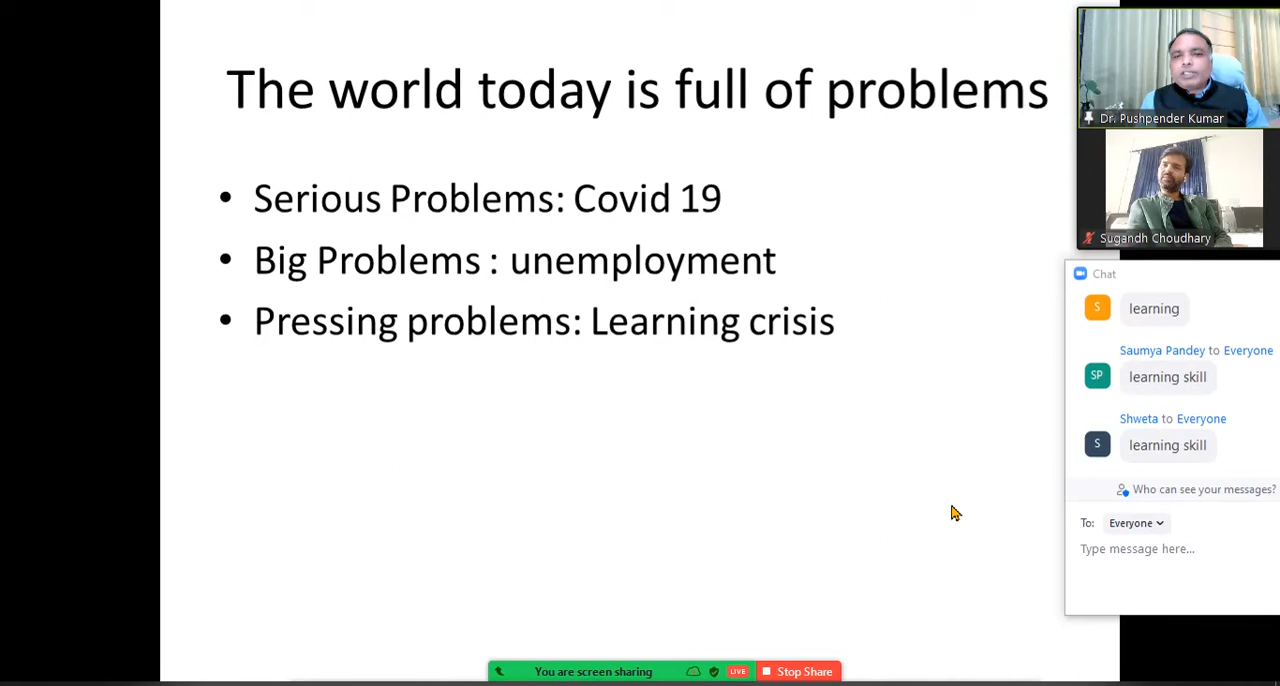 The world today is full of problems
• Serious Problems: Covid 19
• Big Problems : unemployment
• Pressing problems: Learning crisis
Dr. Pushpender Kumar
Sugandh Choudhary
Chat
S
learning
Saumya Pandey to Everyone
SP
learning skill
Shweta to Everyone
S
learning skill
Who can see your messages?
To: Everyone
Type message here...
You are screen sharing
LIVE
Stop Share